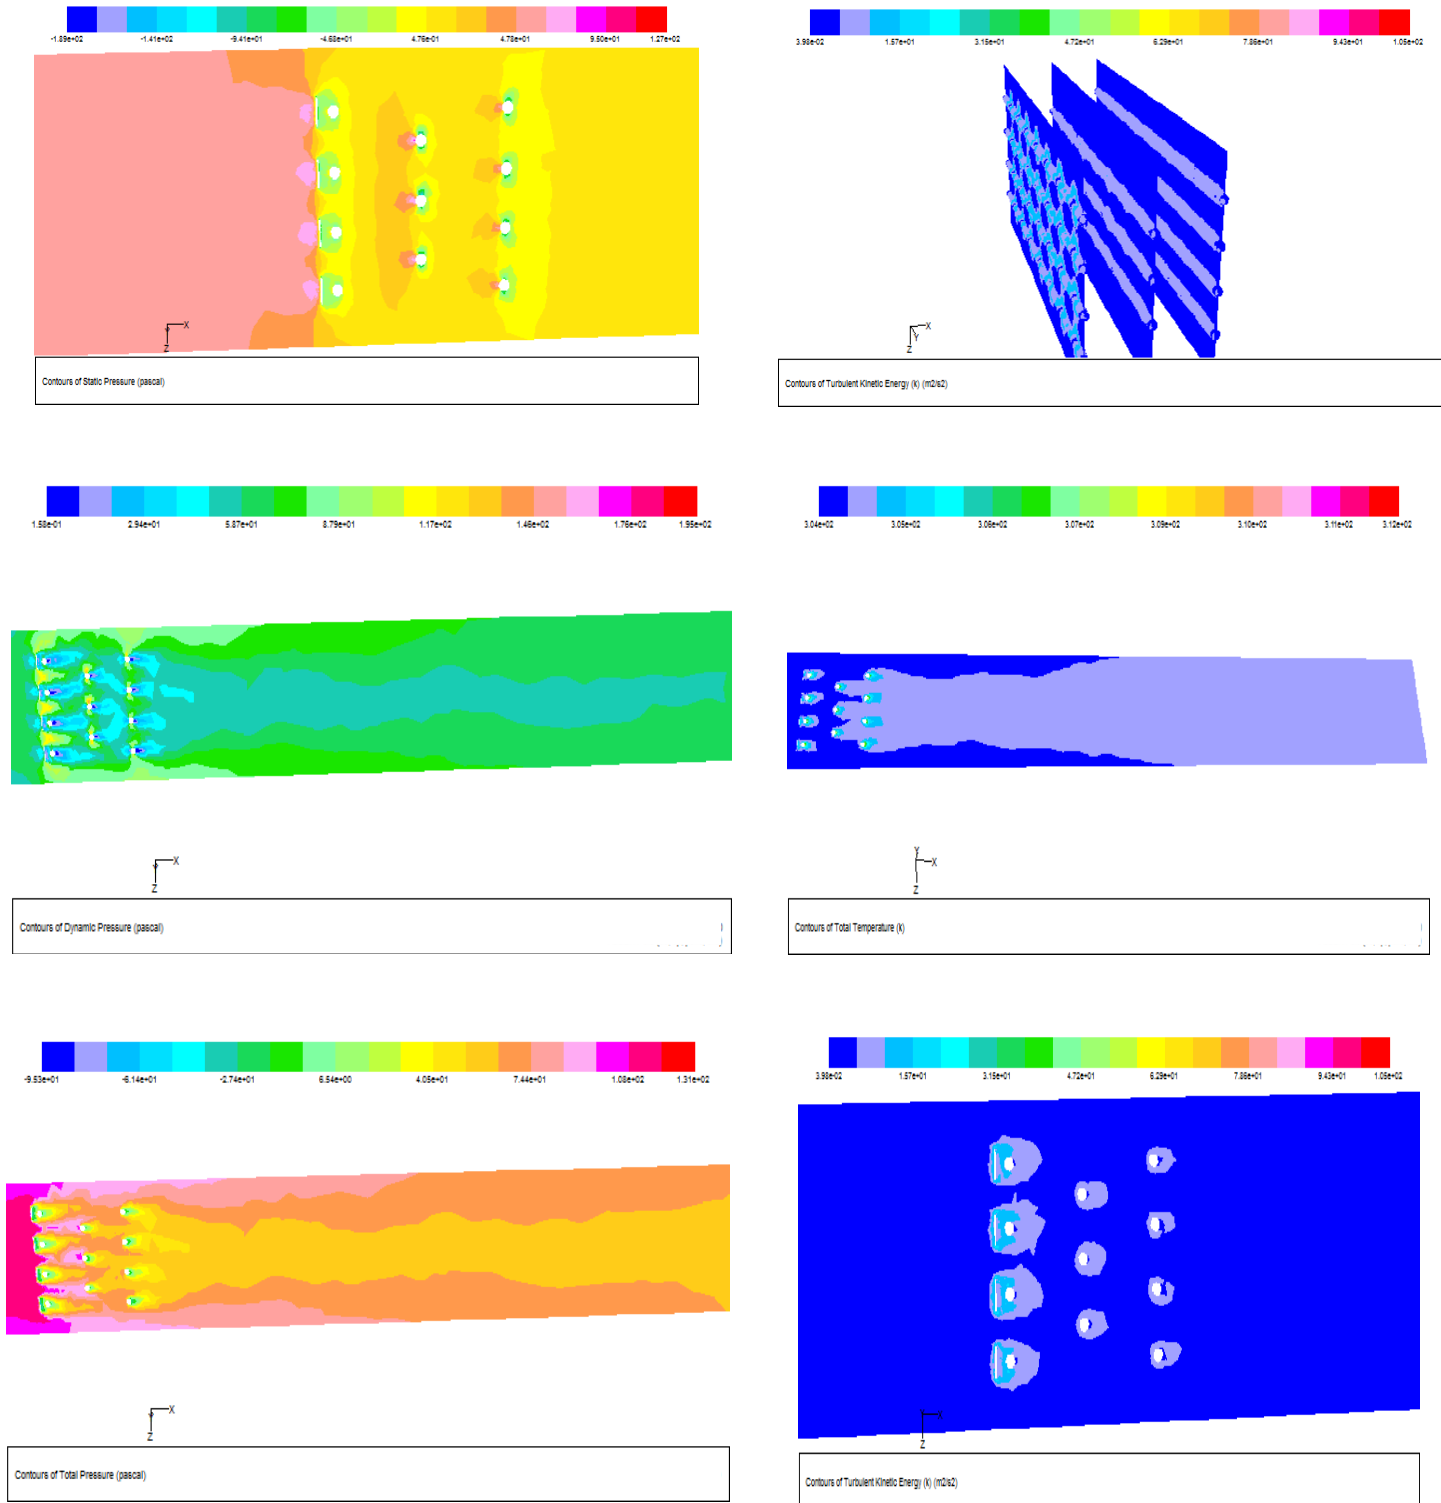 -1.89e+02 -1.41e+02 -9.41e+01 -4.68e+01 4.76e-01 4.78e+01 9.50e+01 1.27e+02
X
Z
Contours of Static Pressure (pascal)
3.98e-02 1.57e+01 3.15e+01 4.72e+01 6.29e+01 7.86e+01 9.43e+01 1.05e+02
X
Y
Z
Contours of Turbulent Kinetic Energy (k) (m2/s2)
1.58e-01 2.94e+01 5.87e+01 8.79e+01 1.17e+02 1.46e+02 1.76e+02 1.95e+02
X
Z
Contours of Dynamic Pressure (pascal)
3.04e+02 3.05e+02 3.06e+02 3.07e+02 3.09e+02 3.10e+02 3.11e+02 3.12e+02
Y
X
Z
Contours of Total Temperature (k)
-9.53e+01 -6.14e+01 -2.74e+01 6.54e+00 4.05e+01 7.44e+01 1.08e+02 1.31e+02
X
Z
Contours of Total Pressure (pascal)
3.98e-02 1.57e+01 3.15e+01 4.72e+01 6.29e+01 7.86e+01 9.43e+01 1.05e+02
X
Z
Contours of Turbulent Kinetic Energy (k) (m2/s2)